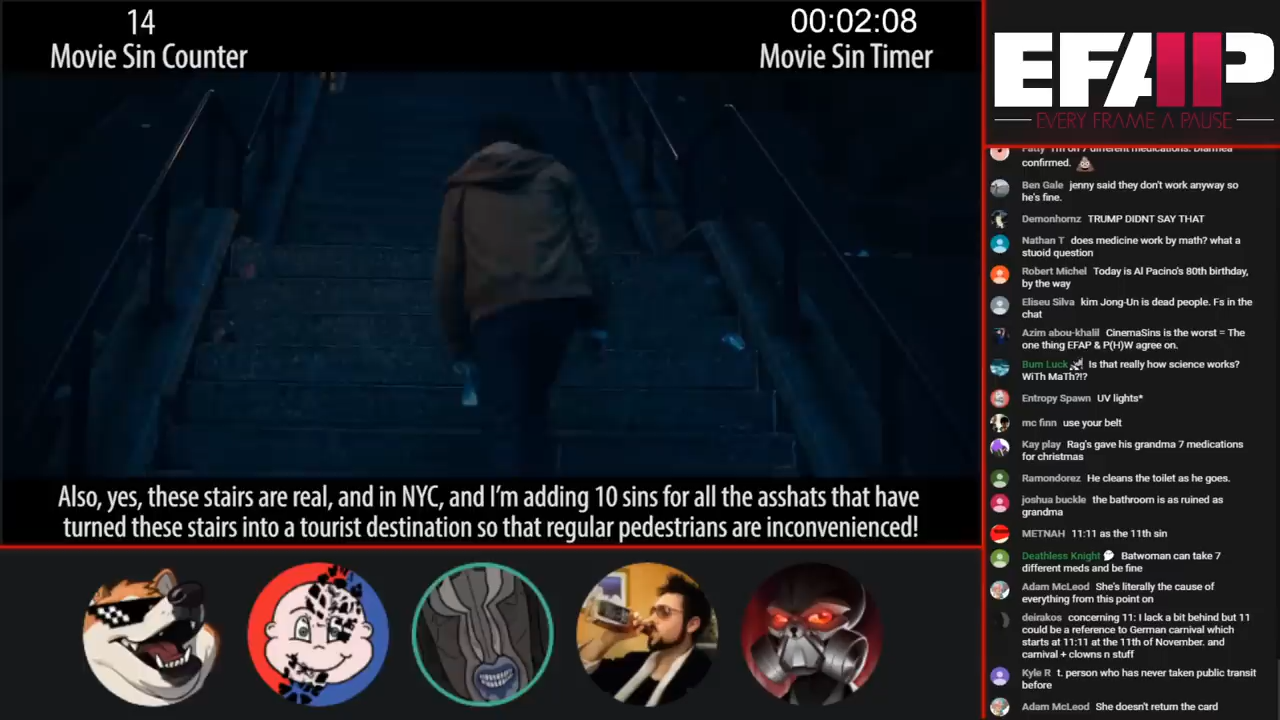 14
Movie Sin Counter
00:02:08
Movie Sin Timer
Also, yes, these stairs are real, and in NYC, and I'm adding 10 sins for all the asshats that have
turned these stairs into a tourist destination so that regular pedestrians are inconvenienced!
EFAP
EVERY FRAME A PAUSE
Fatty I'm on 7 different medications. Diarrhea
confirmed. 💩
Ben Gale jenny said they don't work anyway so
he's fine.
Demonhornz TRUMP DIDNT SAY THAT
Nathan T does medicine work by math? what a
stuoid question
Robert Michel Today is Al Pacino's 80th birthday,
by the way
Eliseu Silva kim Jong-Un is dead people. Fs in the
chat
Azim abou-khalil CinemaSins is the worst = The
one thing EFAP & P(H)W agree on.
Bum Luck Is that really how science works?
WiTh MaTh?!?
Entropy Spawn UV lights*
mc finn use your belt
Kay play Rag's gave his grandma 7 medications
for christmas
Ramondorez He cleans the toilet as he goes.
joshua buckle the bathroom is as ruined as
grandma
METNAH 11:11 as the 11th sin
Deathless Knight Batwoman can take 7
different meds and be fine
Adam McLeod She's literally the cause of
everything from this point on
deirakos concerning 11: I lack a bit behind but 11
could be a reference to German carnival which
starts at 11:11 at the 11th of November. and
carnival + clowns n stuff
Kyle R t. person who has never taken public transit
before
Adam McLeod She doesn't return the card